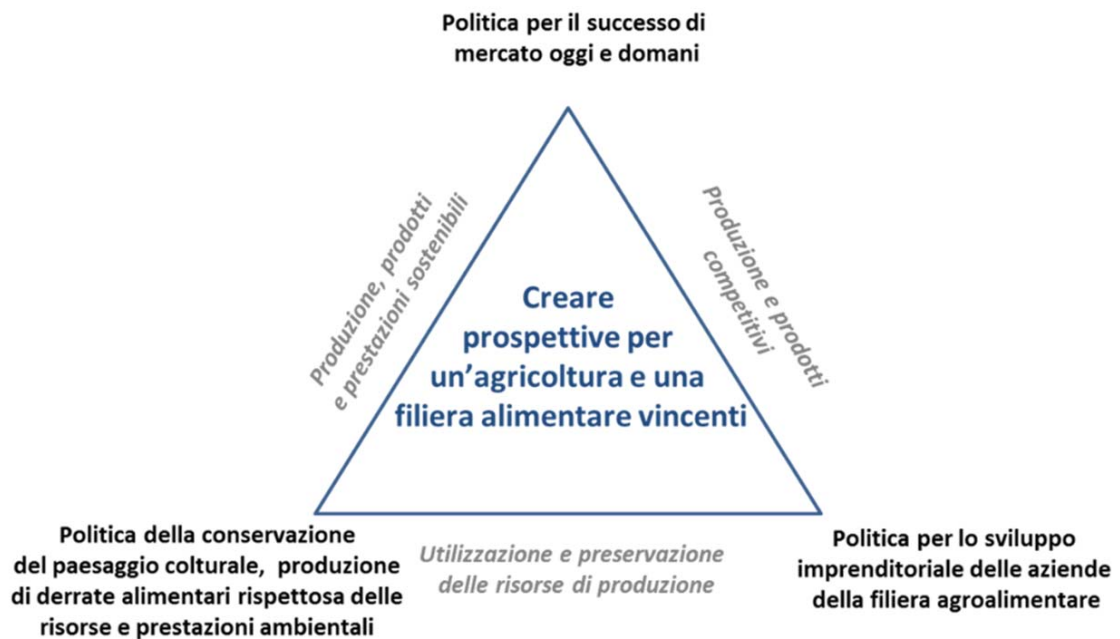 Politica per il successo di
mercato oggi e domani
Produzione, prodotti
e prestazioni sostenibili
Produzione e prodotti
competitivi
Creare
prospettive per
un’agricoltura e una
filiera alimentare vincenti
Politica della conservazione
del paesaggio colturale, produzione
di derrate alimentari rispettosa delle
risorse e prestazioni ambientali
Utilizzazione e preservazione
delle risorse di produzione
Politica per lo sviluppo
imprenditoriale delle aziende
della filiera agroalimentare